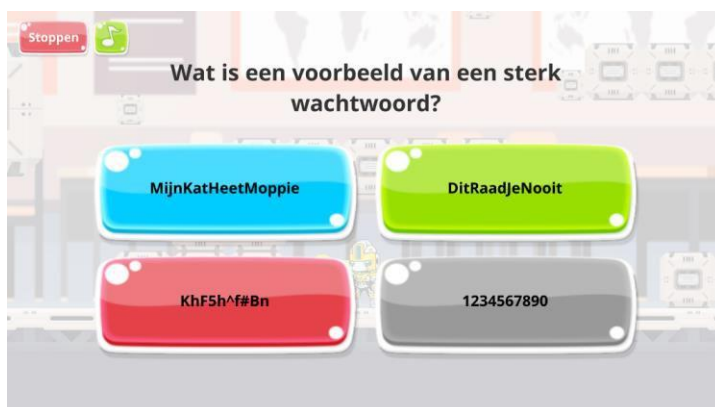 Stoppen
Wat is een voorbeeld van een sterk
wachtwoord?
MijnKatHeetMoppie
DitRaadJeNooit
KhF5h^f#Bn
1234567890